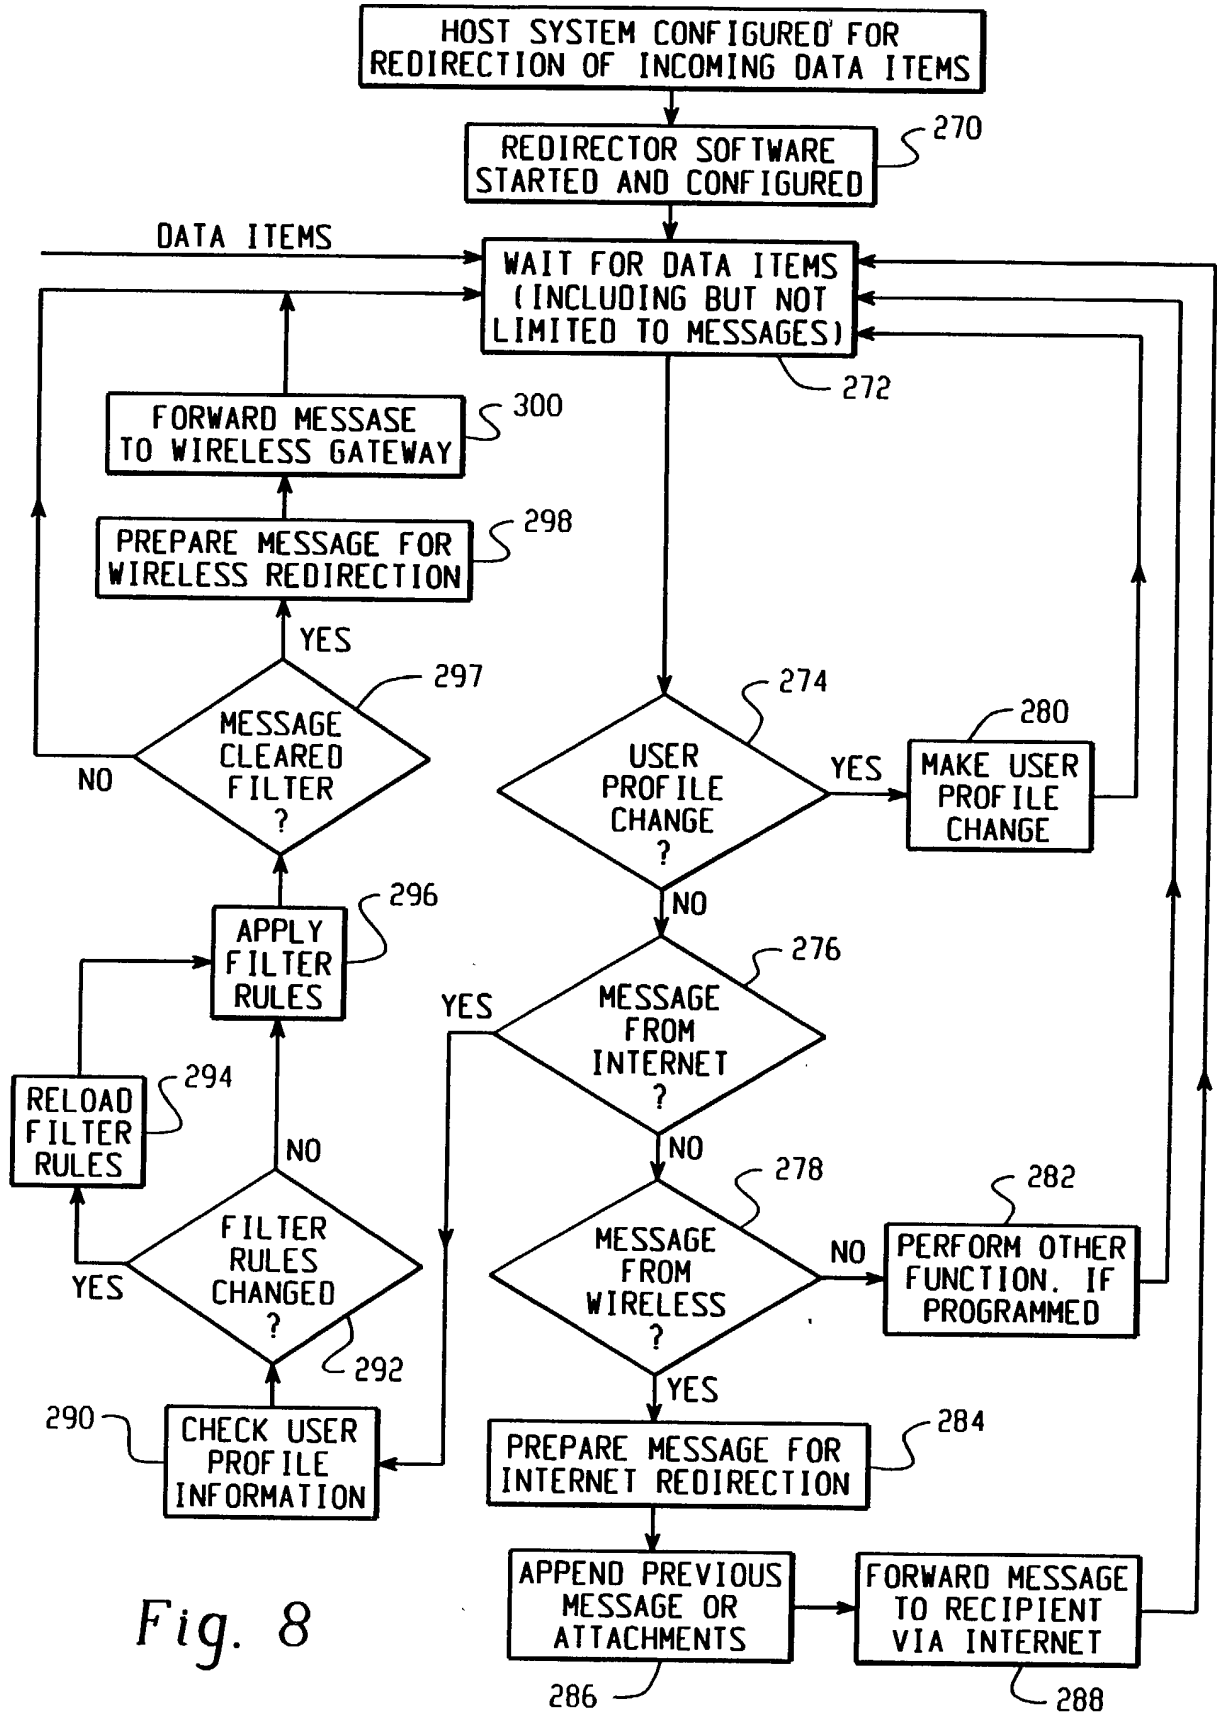 HOST SYSTEM CONFIGURED FOR
REDIRECTION OF INCOMING DATA ITEMS
270
REDIRECTOR SOFTWARE
STARTED AND CONFIGURED
DATA ITEMS
WAIT FOR DATA ITEMS
(INCLUDING BUT NOT
LIMITED TO MESSAGES)
272
300
FORWARD MESSASE
TO WIRELESS GATEWAY
298
PREPARE MESSAGE FOR
WIRELESS REDIRECTION
YES
297
MESSAGE
CLEARED
FILTER
?
NO
274
USER
PROFILE
CHANGE
?
YES
280
MAKE USER
PROFILE
CHANGE
NO
296
APPLY
FILTER
RULES
276
MESSAGE
FROM
INTERNET
?
YES
294
RELOAD
FILTER
RULES
NO
NO
278
MESSAGE
FROM
WIRELESS
?
NO
282
PERFORM OTHER
FUNCTION. IF
PROGRAMMED
FILTER
RULES
CHANGED
?
YES
292
YES
290
CHECK USER
PROFILE
INFORMATION
284
PREPARE MESSAGE FOR
INTERNET REDIRECTION
APPEND PREVIOUS
MESSAGE OR
ATTACHMENTS
286
FORWARD MESSAGE
TO RECIPIENT
VIA INTERNET
288
Fig. 8